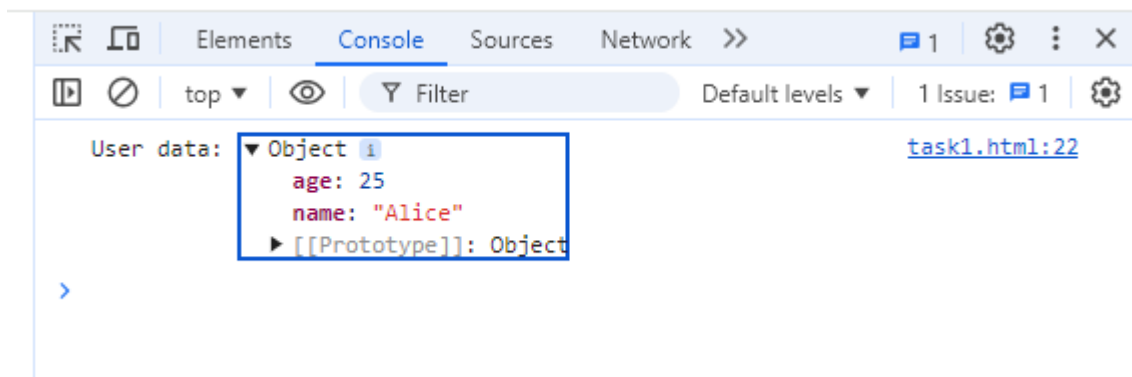 Elements Console Sources Network >> 1
top ▼ Filter Default levels ▼ 1 Issue: 1
User data: ▼ Object i task1.html:22
age: 25
name: "Alice"
▶ [[Prototype]]: Object
>